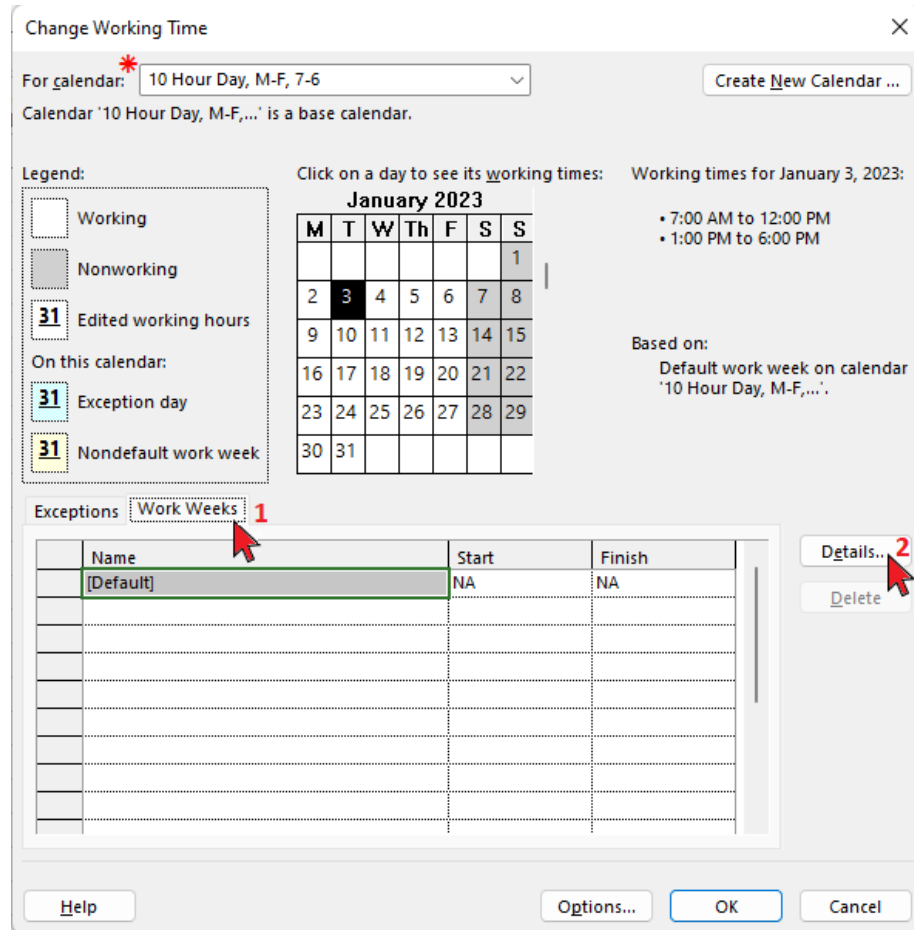 Change Working Time
For calendar: 10 Hour Day, M-F, 7-6
Create New Calendar ...
Calendar '10 Hour Day, M-F,...' is a base calendar.
Legend:
Working
Nonworking
31 Edited working hours
On this calendar:
31 Exception day
31 Nondefault work week
Click on a day to see its working times:
January 2023
M T W Th F S S
1
2 3 4 5 6 7 8
9 10 11 12 13 14 15
16 17 18 19 20 21 22
23 24 25 26 27 28 29
30 31
Working times for January 3, 2023:
• 7:00 AM to 12:00 PM
• 1:00 PM to 6:00 PM
Based on:
Default work week on calendar
'10 Hour Day, M-F,...'.
Exceptions Work Weeks 1
Name Start Finish
[Default] NA NA
Details.. 2
Delete
Help Options... OK Cancel